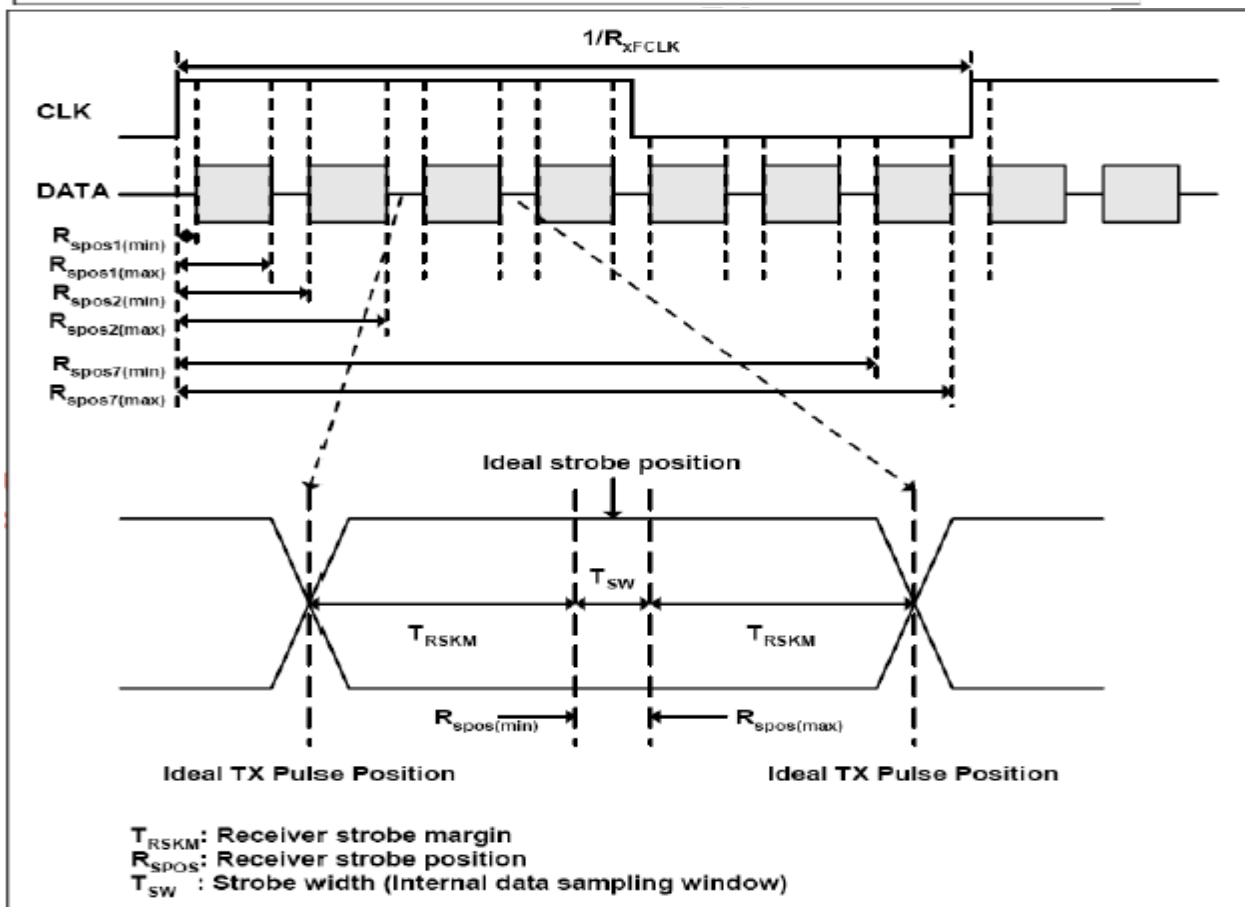 1/RxFCLK
CLK
DATA
Rspos1(min)
Rspos1(max)
Rspos2(min)
Rspos2(max)
Rspos7(min)
Rspos7(max)
Ideal strobe position
TSW
TRSKM TRSKM
Rspos(min) Rspos(max)
Ideal TX Pulse Position Ideal TX Pulse Position
TRSKM: Receiver strobe margin
RSPOS: Receiver strobe position
TSW : Strobe width (Internal data sampling window)